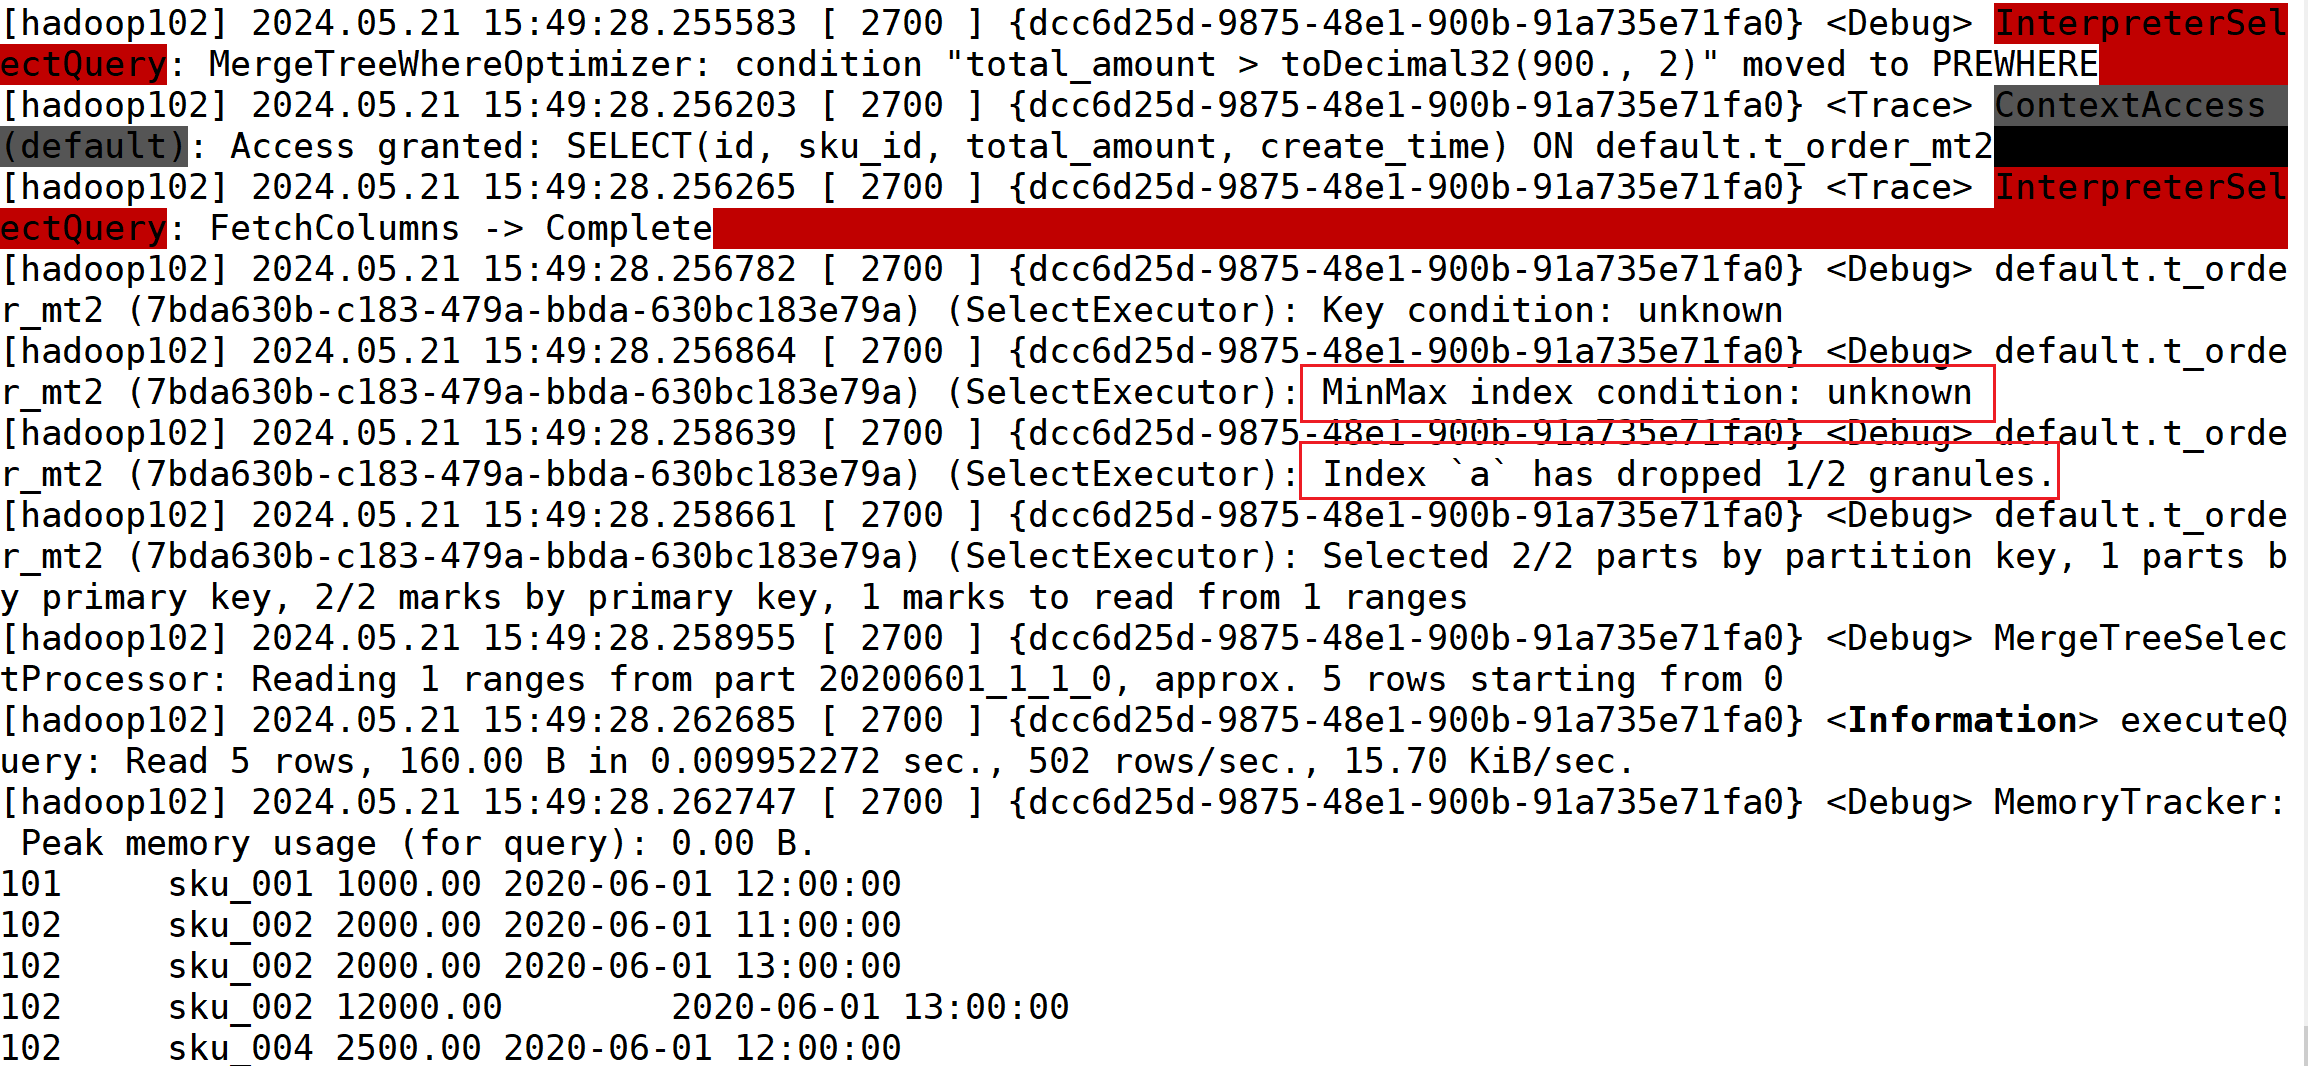 [hadoop102] 2024.05.21 15:49:28.255583 [ 2700 ] {dcc6d25d-9875-48e1-900b-91a735e71fa0} <Debug> InterpreterSel
ectQuery: MergeTreeWhereOptimizer: condition "total_amount > toDecimal32(900., 2)" moved to PREWHERE
[hadoop102] 2024.05.21 15:49:28.256203 [ 2700 ] {dcc6d25d-9875-48e1-900b-91a735e71fa0} <Trace> ContextAccess
(default): Access granted: SELECT(id, sku_id, total_amount, create_time) ON default.t_order_mt2
[hadoop102] 2024.05.21 15:49:28.256265 [ 2700 ] {dcc6d25d-9875-48e1-900b-91a735e71fa0} <Trace> InterpreterSel
ectQuery: FetchColumns -> Complete
[hadoop102] 2024.05.21 15:49:28.256782 [ 2700 ] {dcc6d25d-9875-48e1-900b-91a735e71fa0} <Debug> default.t_orde
r_mt2 (7bda630b-c183-479a-bbda-630bc183e79a) (SelectExecutor): Key condition: unknown
[hadoop102] 2024.05.21 15:49:28.256864 [ 2700 ] {dcc6d25d-9875-48e1-900b-91a735e71fa0} <Debug> default.t_orde
r_mt2 (7bda630b-c183-479a-bbda-630bc183e79a) (SelectExecutor): MinMax index condition: unknown
[hadoop102] 2024.05.21 15:49:28.258639 [ 2700 ] {dcc6d25d-9875-48e1-900b-91a735e71fa0} <Debug> default.t_orde
r_mt2 (7bda630b-c183-479a-bbda-630bc183e79a) (SelectExecutor): Index `a` has dropped 1/2 granules.
[hadoop102] 2024.05.21 15:49:28.258661 [ 2700 ] {dcc6d25d-9875-48e1-900b-91a735e71fa0} <Debug> default.t_orde
r_mt2 (7bda630b-c183-479a-bbda-630bc183e79a) (SelectExecutor): Selected 2/2 parts by partition key, 1 parts b
y primary key, 2/2 marks by primary key, 1 marks to read from 1 ranges
[hadoop102] 2024.05.21 15:49:28.258955 [ 2700 ] {dcc6d25d-9875-48e1-900b-91a735e71fa0} <Debug> MergeTreeSelec
tProcessor: Reading 1 ranges from part 20200601_1_1_0, approx. 5 rows starting from 0
[hadoop102] 2024.05.21 15:49:28.262685 [ 2700 ] {dcc6d25d-9875-48e1-900b-91a735e71fa0} <Information> executeQ
uery: Read 5 rows, 160.00 B in 0.009952272 sec., 502 rows/sec., 15.70 KiB/sec.
[hadoop102] 2024.05.21 15:49:28.262747 [ 2700 ] {dcc6d25d-9875-48e1-900b-91a735e71fa0} <Debug> MemoryTracker:
 Peak memory usage (for query): 0.00 B.
101     sku_001 1000.00 2020-06-01 12:00:00
102     sku_002 2000.00 2020-06-01 11:00:00
102     sku_002 2000.00 2020-06-01 13:00:00
102     sku_002 12000.00        2020-06-01 13:00:00
102     sku_004 2500.00 2020-06-01 12:00:00